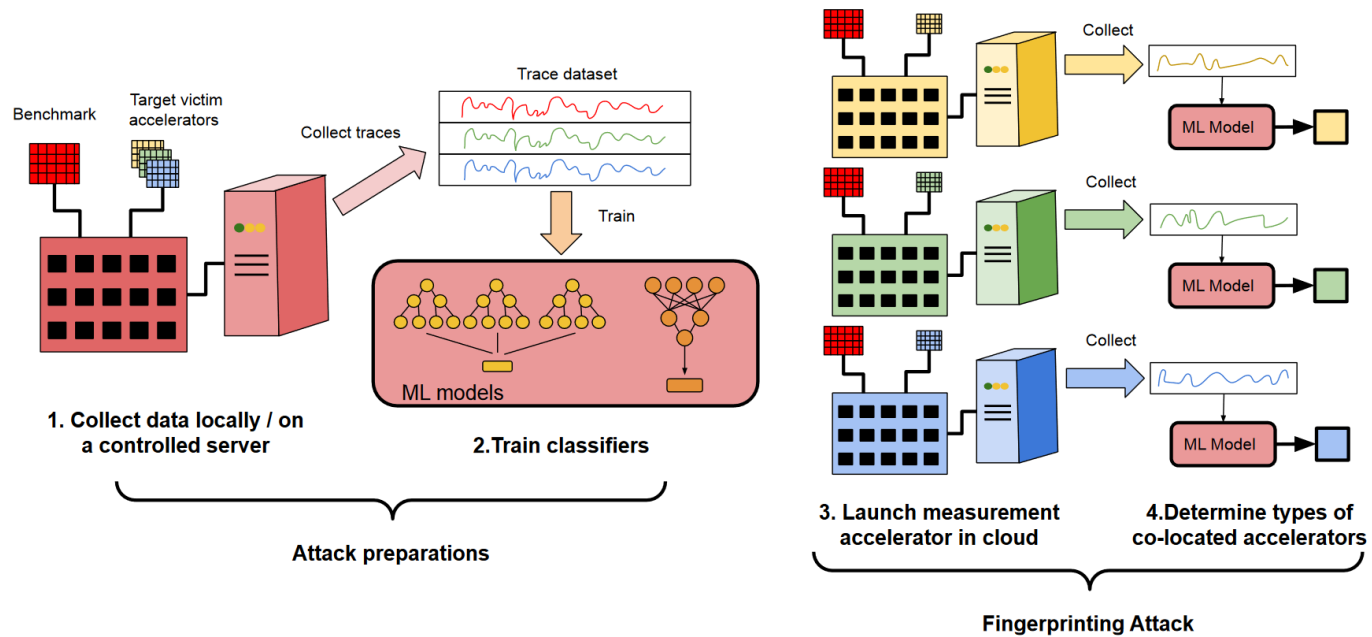 Benchmark
Target victim
accelerators
Collect traces
Trace dataset
Train
ML models
1. Collect data locally / on
a controlled server
2.Train classifiers
Attack preparations
Collect
ML Model
Collect
ML Model
Collect
ML Model
3. Launch measurement
accelerator in cloud
4.Determine types of
co-located accelerators
Fingerprinting Attack